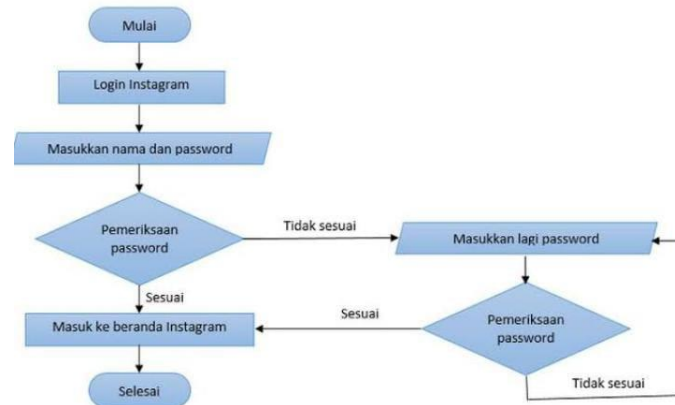 Mulai
Login Instagram
Masukkan nama dan password
Pemeriksaan
password
Tidak sesuai
Masukkan lagi password
Sesuai
Masuk ke beranda Instagram
Sesuai
Pemeriksaan
password
Tidak sesuai
Selesai